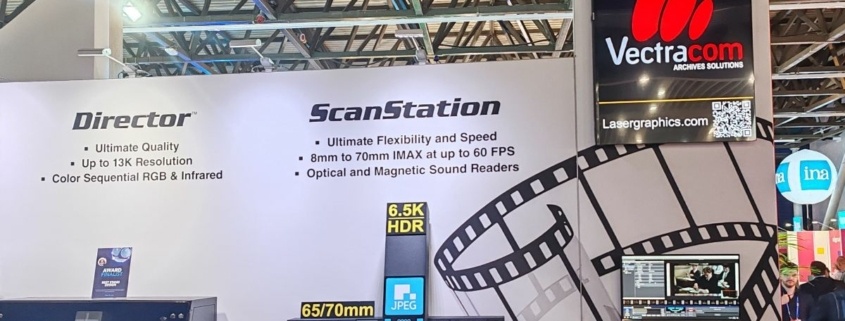 Director™
▪ Ultimate Quality
▪ Up to 13K Resolution
▪ Color Sequential RGB & Infrared
ScanStation
▪ Ultimate Flexibility and Speed
▪ 8mm to 70mm IMAX at up to 60 FPS
▪ Optical and Magnetic Sound Readers
Vectracom
ARCHIVES SOLUTIONS
Lasergraphics.com
ina
6.5K
HDR
JPEG
65/70mm
AWARD
FINALIST